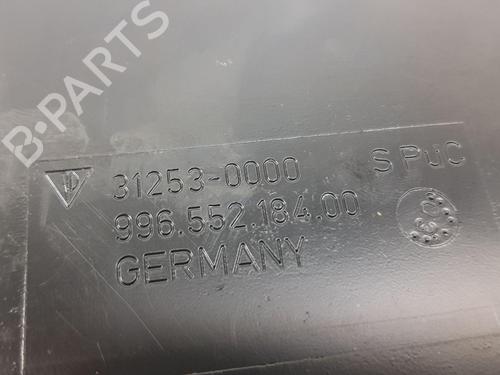 B-PARTS
31253-0000 S PUC
996.552.184.00
GERMANY